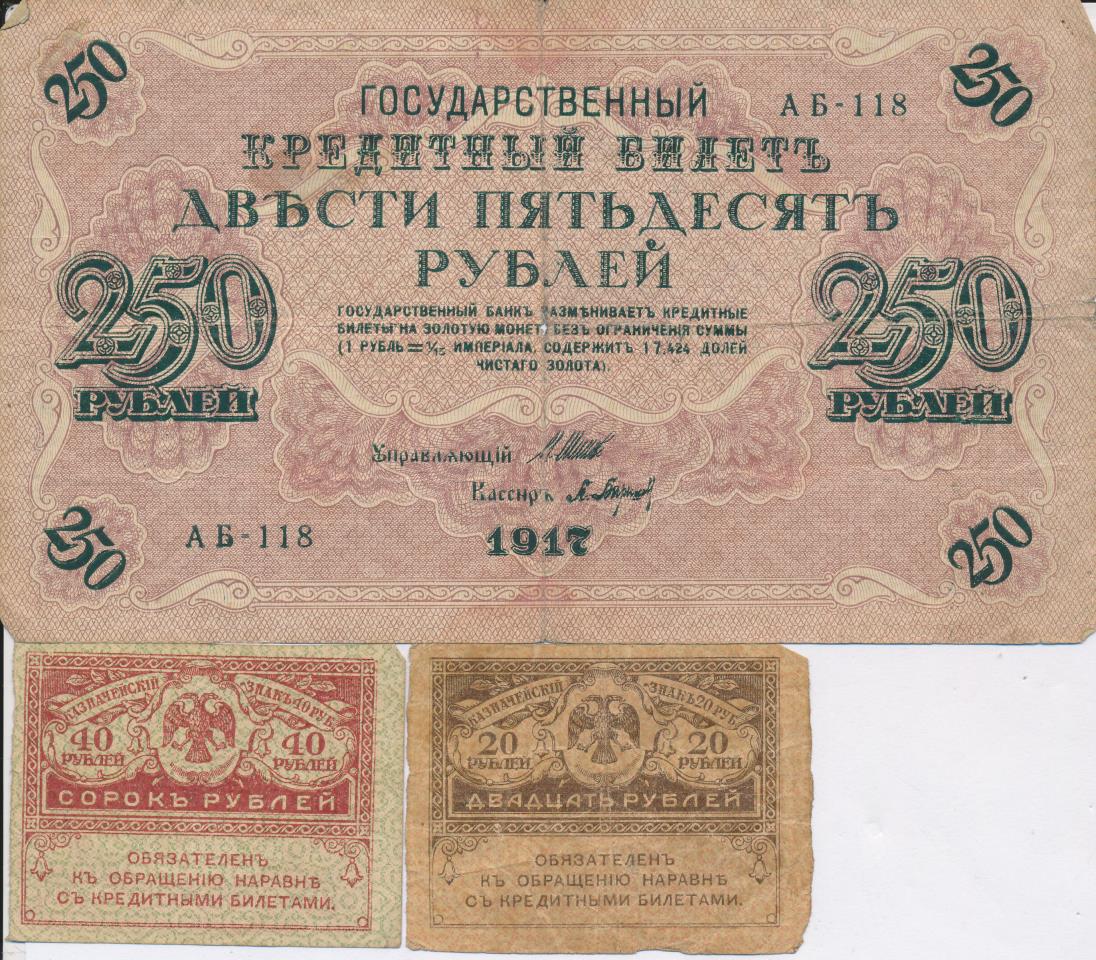 250
250
ГОСУДАРСТВЕННЫЙ
АБ-118
КРЕДИТНЫЙ БИЛЕТЪ
ДВѢСТИ ПЯТЬДЕСЯТЪ
РУБЛЕЙ
250
РУБЛЕЙ
250
РУБЛЕЙ
ГОСУДАРСТВЕННЫЙ БАНКЪ РАЗМѢНИВАЕТЪ КРЕДИТНЫЕ
БИЛЕТЫ НА ЗОЛОТУЮ МОНЕТУ БЕЗЪ ОГРАНИЧЕНІЯ СУММЫ
(1 РУБЛЬ = 1/15 ИМПЕРІАЛА, СОДЕРЖИТЪ 17,424 ДОЛЕЙ
ЧИСТАГО ЗОЛОТА).
Управляющій
Кассиръ
250
АБ-118
1917
250
КАЗНАЧЕЙСКІЙ ЗНАКЪ 40 РУБ.
40 РУБЛЕЙ
40 РУБЛЕЙ
СОРОКЪ РУБЛЕЙ
ОБЯЗАТЕЛЕНЪ
КЪ ОБРАЩЕНІЮ НАРАВНѢ
СЪ КРЕДИТНЫМИ БИЛЕТАМИ.
КАЗНАЧЕЙСКІЙ ЗНАКЪ 20 РУБ.
20 РУБЛЕЙ
20 РУБЛЕЙ
ДВАДЦАТЬ РУБЛЕЙ
ОБЯЗАТЕЛЕНЪ
КЪ ОБРАЩЕНІЮ НАРАВНѢ
СЪ КРЕДИТНЫМИ БИЛЕТАМИ.